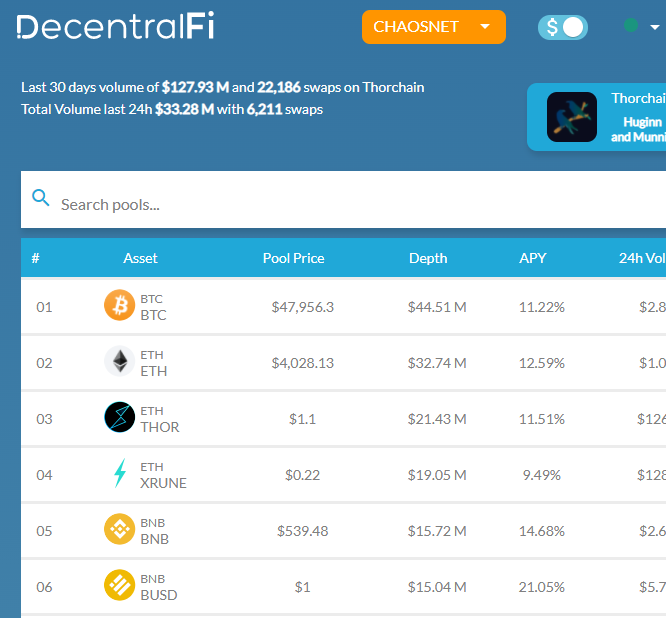 DecentralFi
CHAOSNET
$
Last 30 days volume of $127.93 M and 22,186 swaps on Thorchain
Total Volume last 24h $33.28 M with 6,211 swaps
Thorchai
Huginn
and Munni
Search pools...
# Asset Pool Price Depth APY 24h Vol
01 BTC BTC $47,956.3 $44.51 M 11.22% $2.8
02 ETH ETH $4,028.13 $32.74 M 12.59% $1.0
03 ETH THOR $1.1 $21.43 M 11.51% $126
04 ETH XRUNE $0.22 $19.05 M 9.49% $128
05 BNB BNB $539.48 $15.72 M 14.68% $2.6
06 BNB BUSD $1 $15.04 M 21.05% $5.7